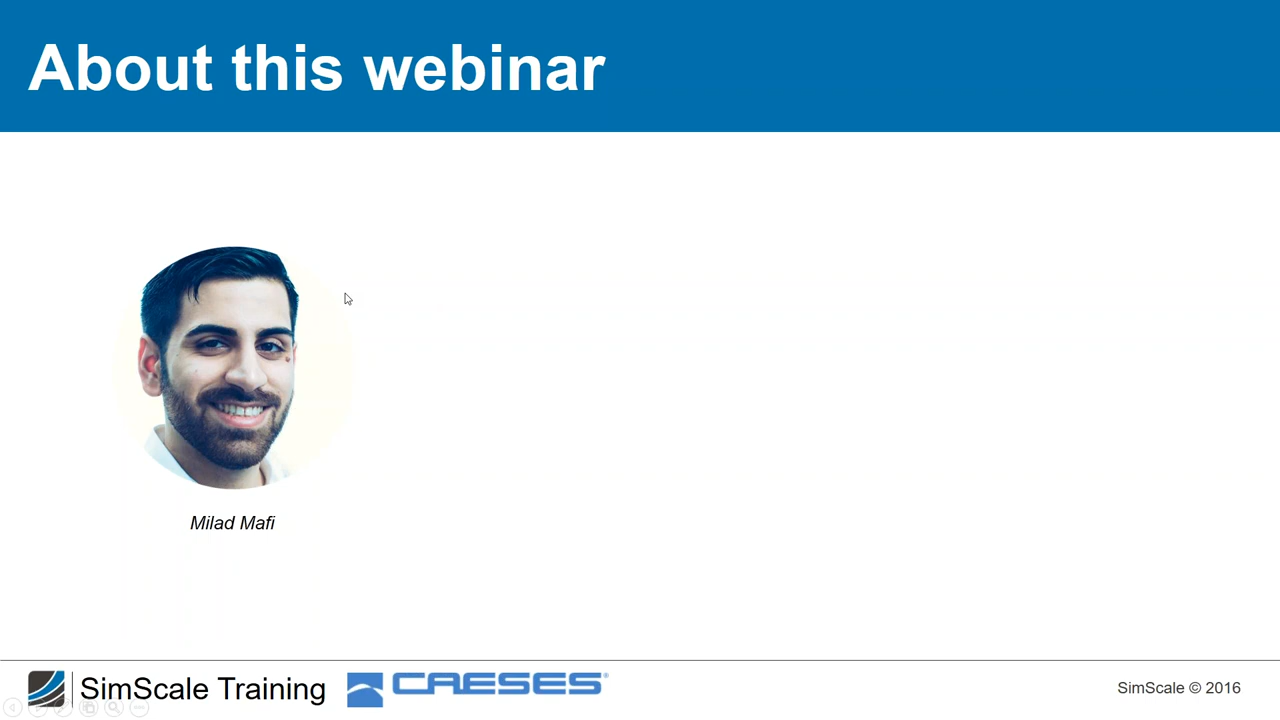 About this webinar
Milad Mafi
SimScale Training
CAESES®
SimScale © 2016